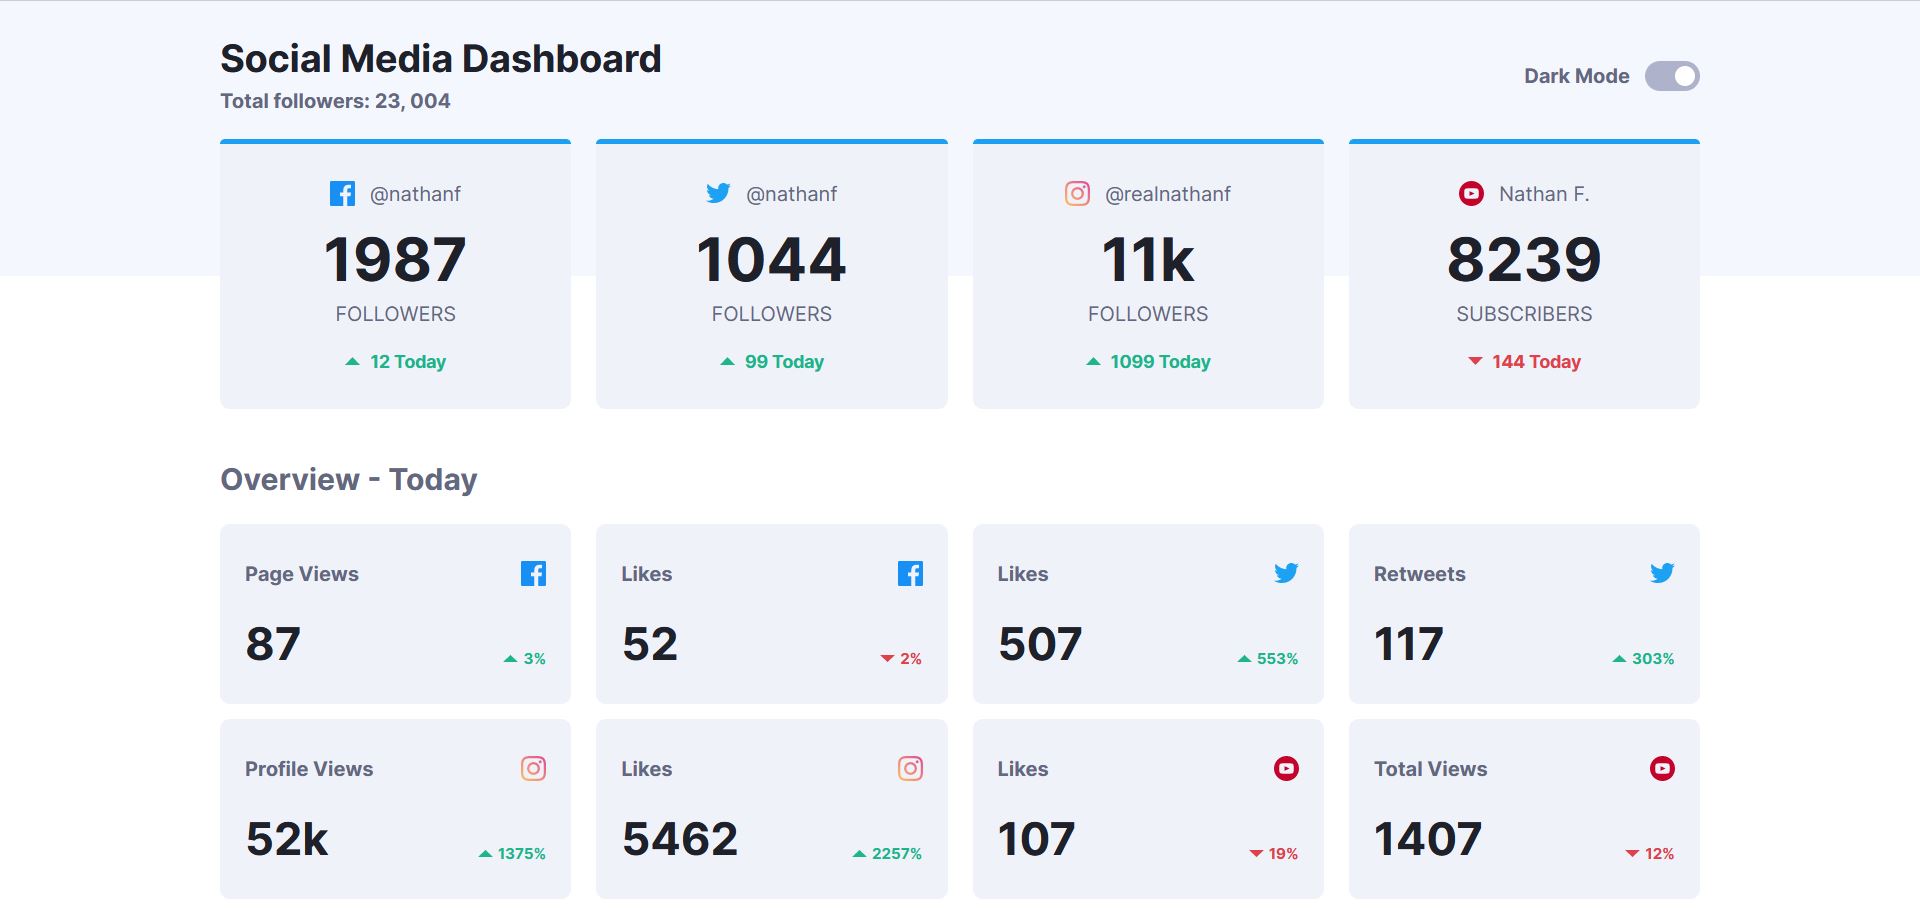 Social Media Dashboard
Total followers: 23, 004
Dark Mode
@nathanf
1987
FOLLOWERS
12 Today
@nathanf
1044
FOLLOWERS
99 Today
@realnathanf
11k
FOLLOWERS
1099 Today
Nathan F.
8239
SUBSCRIBERS
144 Today
Overview - Today
Page Views
87
3%
Likes
52
2%
Likes
507
553%
Retweets
117
303%
Profile Views
52k
1375%
Likes
5462
2257%
Likes
107
19%
Total Views
1407
12%